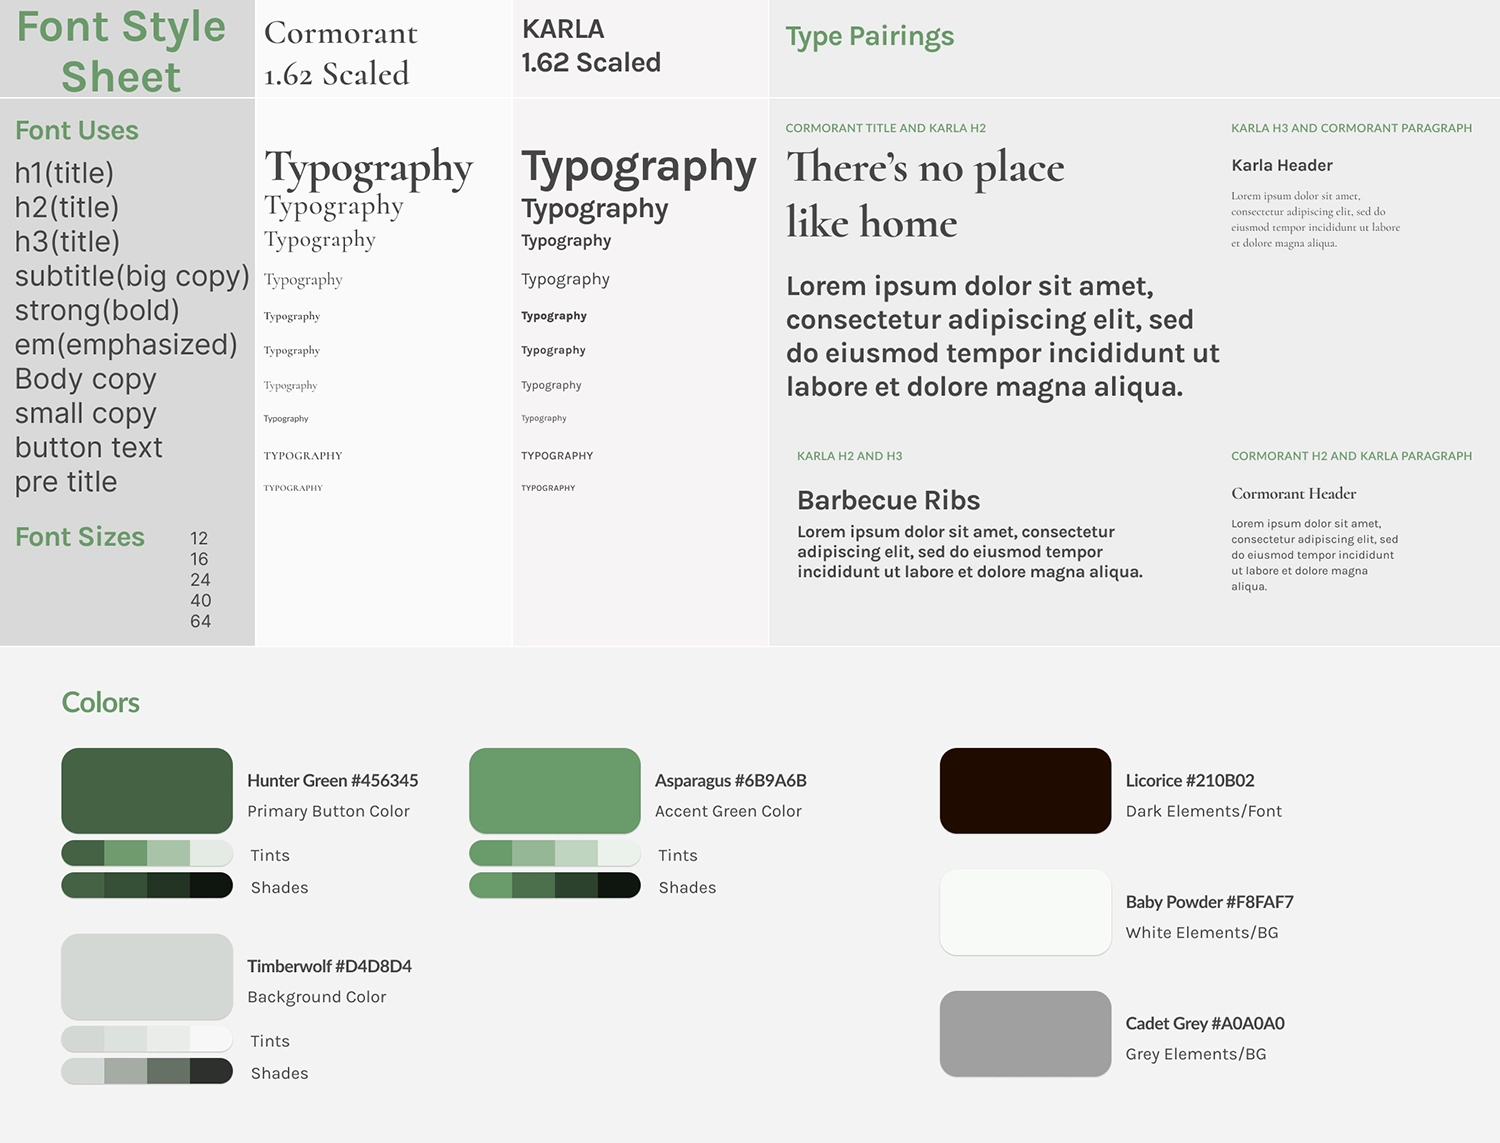 Font Style
Sheet
Cormorant
1.62 Scaled
KARLA
1.62 Scaled
Type Pairings
Font Uses
h1(title)
h2(title)
h3(title)
subtitle(big copy)
strong(bold)
em(emphasized)
Body copy
small copy
button text
pre title
Font Sizes
12
16
24
40
64
Typography
Typography
Typography
Typography
Typography
Typography
Typography
Typography
TYPOGRAPHY
TYPOGRAPHY
Typography
Typography
Typography
Typography
Typography
Typography
Typography
Typography
TYPOGRAPHY
TYPOGRAPHY
CORMORANT TITLE AND KARLA H2
There’s no place
like home
Lorem ipsum dolor sit amet,
consectetur adipiscing elit, sed
do eiusmod tempor incididunt ut
labore et dolore magna aliqua.
KARLA H3 AND CORMORANT PARAGRAPH
Karla Header
Lorem ipsum dolor sit amet,
consectetur adipiscing elit, sed do
eiusmod tempor incididunt ut labore
et dolore magna aliqua.
KARLA H2 AND H3
Barbecue Ribs
Lorem ipsum dolor sit amet, consectetur
adipiscing elit, sed do eiusmod tempor
incididunt ut labore et dolore magna aliqua.
CORMORANT H2 AND KARLA PARAGRAPH
Cormorant Header
Lorem ipsum dolor sit amet,
consectetur adipiscing elit, sed
do eiusmod tempor incididunt
ut labore et dolore magna
aliqua.
Colors
Hunter Green #456345
Primary Button Color
Tints
Shades
Asparagus #6B9A6B
Accent Green Color
Tints
Shades
Licorice #210B02
Dark Elements/Font
Baby Powder #F8FAF7
White Elements/BG
Timberwolf #D4D8D4
Background Color
Tints
Shades
Cadet Grey #A0A0A0
Grey Elements/BG